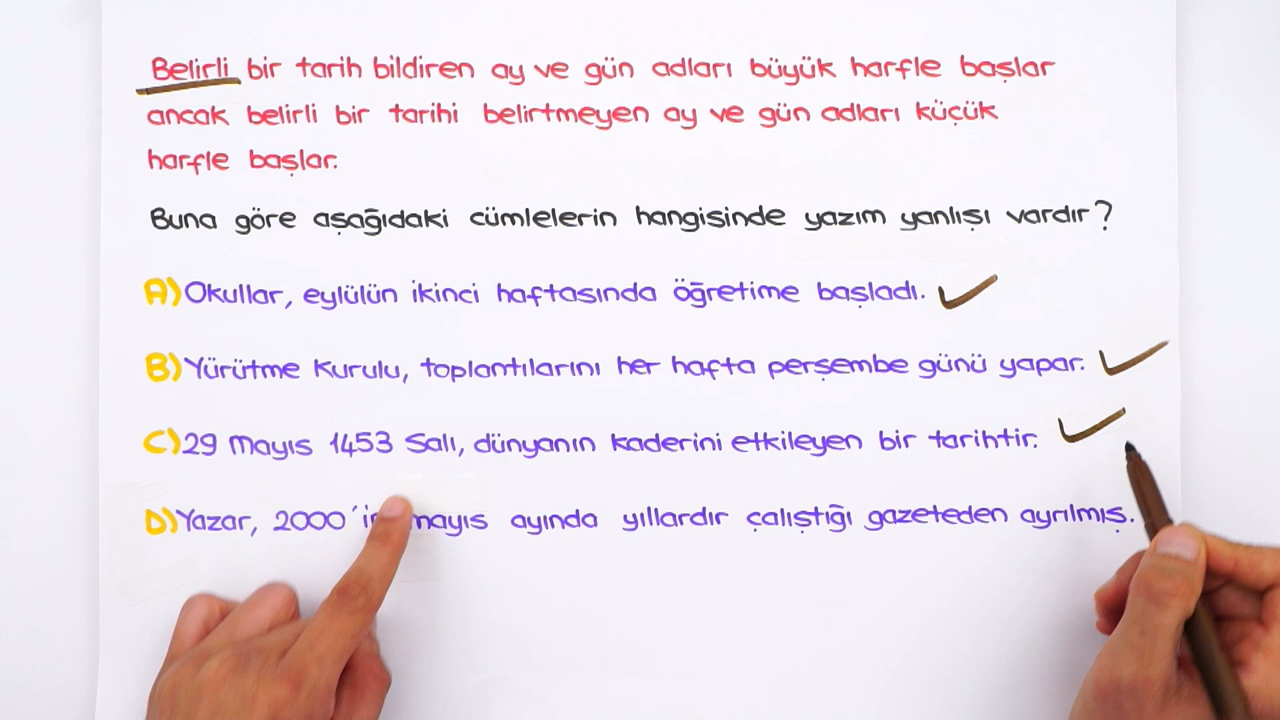 Belirli bir tarih bildiren ay ve gün adları büyük harfle başlar
ancak belirli bir tarihi belirtmeyen ay ve gün adları küçük
harfle başlar.
Buna göre aşağıdaki cümlelerin hangisinde yazım yanlışı vardır?
A) Okullar, eylülün ikinci haftasında öğretime başladı.
B) Yürütme Kurulu, toplantılarını her hafta perşembe günü yapar.
C) 29 Mayıs 1453 Salı, dünyanın kaderini etkileyen bir tarihtir.
D) Yazar, mayıs ayında yıllardır çalıştığı gazeteden ayrılmış.